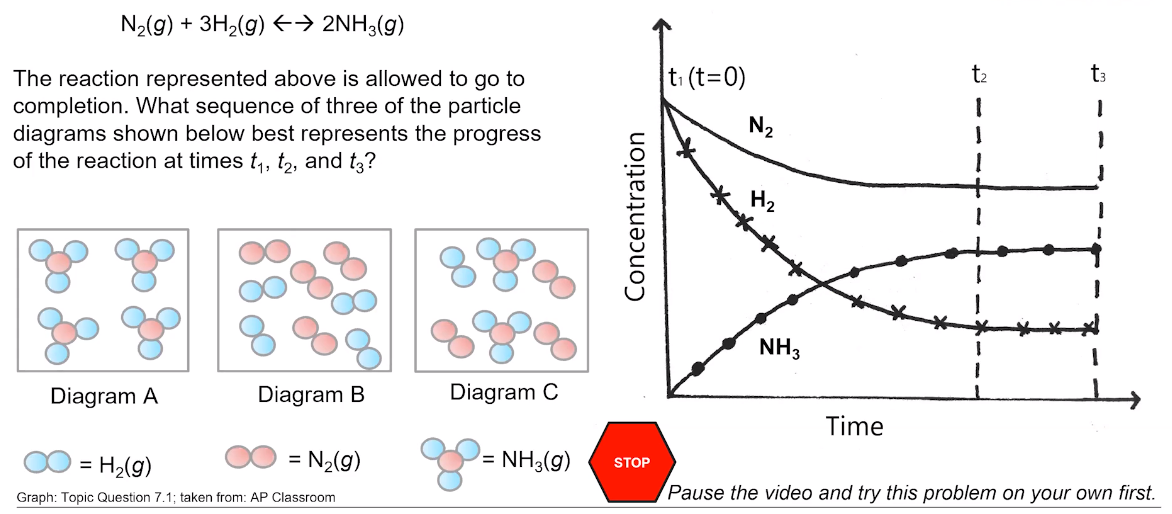 N₂(g) + 3H₂(g) ←→ 2NH₃(g)
The reaction represented above is allowed to go to
completion. What sequence of three of the particle
diagrams shown below best represents the progress
of the reaction at times t₁, t₂, and t₃?
Diagram A
Diagram B
Diagram C
= H₂(g)
= N₂(g)
= NH₃(g)
Graph: Topic Question 7.1; taken from: AP Classroom
t₁ (t=0)
t₂
t₃
N₂
H₂
NH₃
Concentration
Time
STOP
Pause the video and try this problem on your own first.